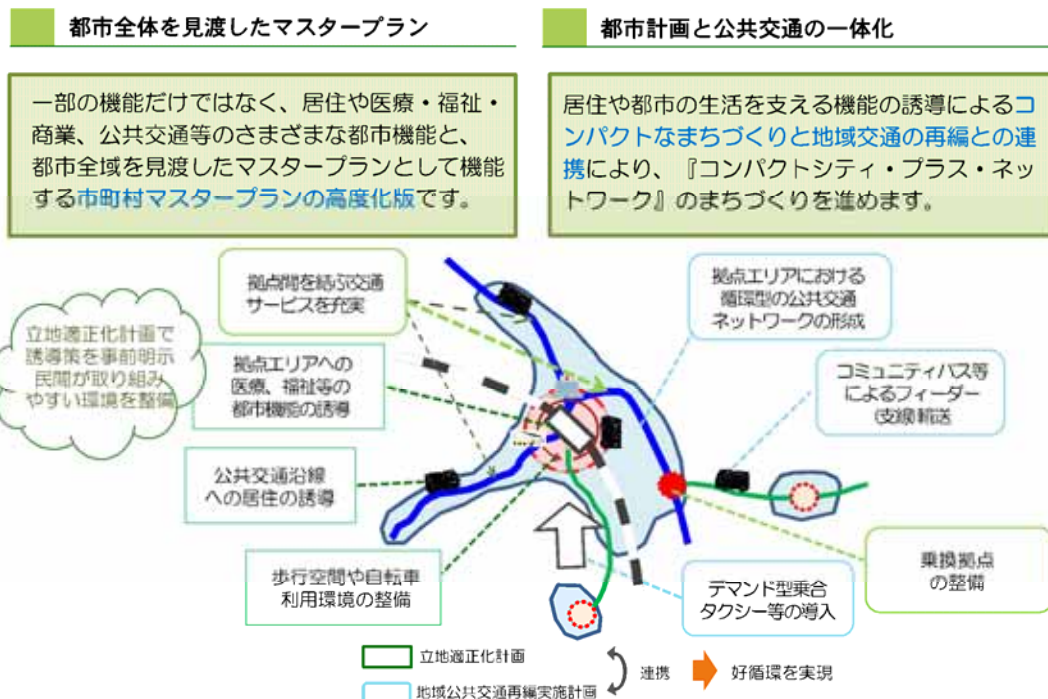 都市全体を見渡したマスタープラン
都市計画と公共交通の一体化
一部の機能だけではなく、居住や医療・福祉・
商業、公共交通等のさまざまな都市機能と、
都市全域を見渡したマスタープランとして機能
する市町村マスタープランの高度化版です。
居住や都市の生活を支える機能の誘導によるコ
ンパクトなまちづくりと地域交通の再編との連
携により、『コンパクトシティ・プラス・ネッ
トワーク』のまちづくりを進めます。
立地適正化計画で
誘導策を事前明示
民間が取り組み
やすい環境を整備
拠点間を結ぶ交通
サービスを充実
拠点エリアへの
医療、福祉等の
都市機能の誘導
公共交通沿線
への居住の誘導
歩行空間や自転車
利用環境の整備
拠点エリアにおける
循環型の公共交通
ネットワークの形成
コミュニティバス等
によるフィーダー
(支線)輸送
乗換拠点
の整備
デマンド型乗合
タクシー等の導入
立地適正化計画
地域公共交通再編実施計画
連携
好循環を実現